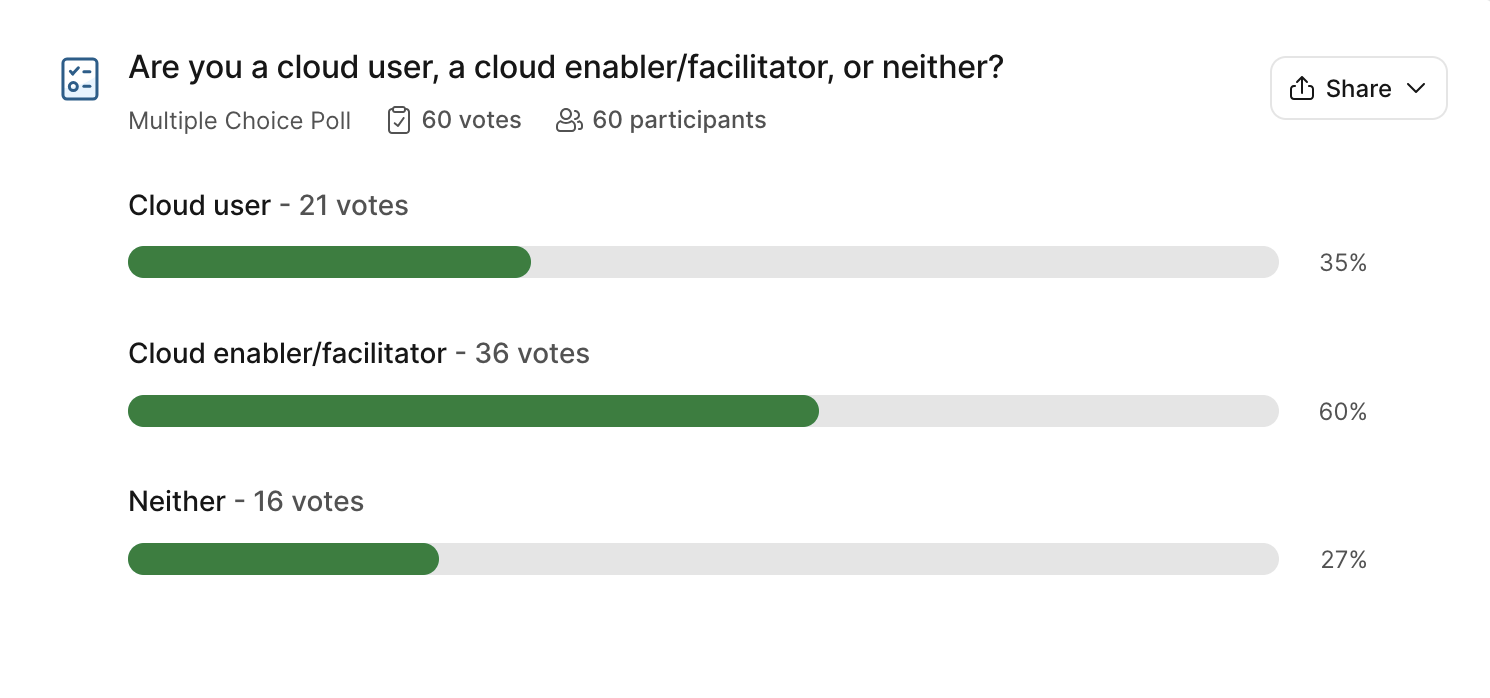 Are you a cloud user, a cloud enabler/facilitator, or neither?
Share
Multiple Choice Poll 60 votes 60 participants
Cloud user - 21 votes
35%
Cloud enabler/facilitator - 36 votes
60%
Neither - 16 votes
27%